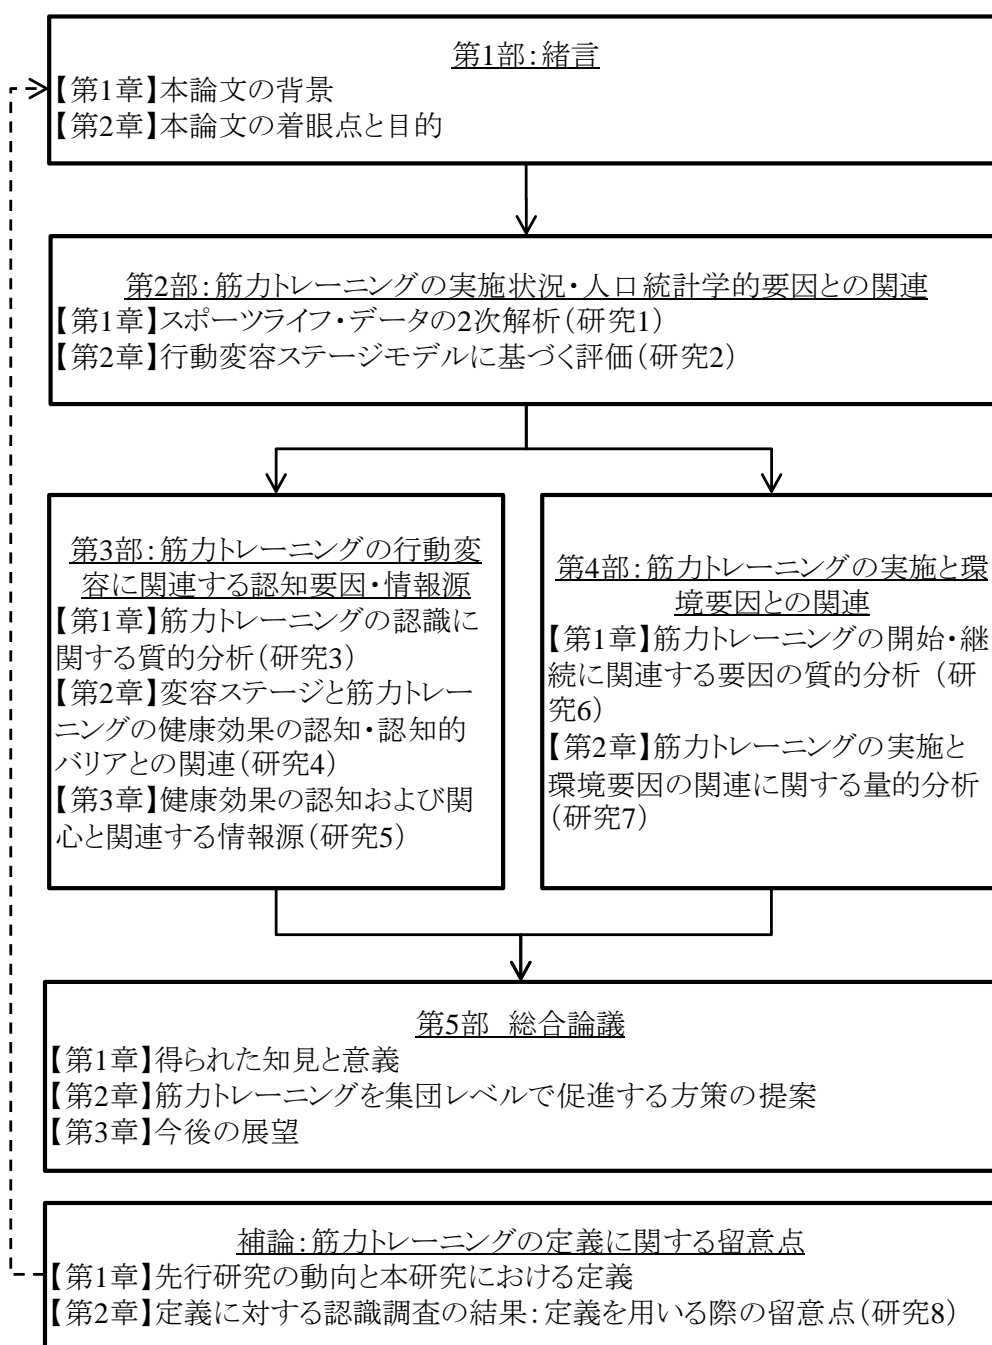 第1部：緒言
【第1章】本論文の背景
【第2章】本論文の着眼点と目的
第2部：筋力トレーニングの実施状況・人口統計学的要因との関連
【第1章】スポーツライフ・データの2次解析（研究1）
【第2章】行動変容ステージモデルに基づく評価（研究2）
第3部：筋力トレーニングの行動変
容に関連する認知要因・情報源
【第1章】筋力トレーニングの認識に
関する質的分析（研究3）
【第2章】変容ステージと筋力トレー
ニングの健康効果の認知・認知的
バリアとの関連（研究4）
【第3章】健康効果の認知および関
心と関連する情報源（研究5）
第4部：筋力トレーニングの実施と環
境要因との関連
【第1章】筋力トレーニングの開始・継
続に関連する要因の質的分析 （研
究6）
【第2章】筋力トレーニングの実施と
環境要因の関連に関する量的分析
（研究7）
第5部　総合論議
【第1章】得られた知見と意義
【第2章】筋力トレーニングを集団レベルで促進する方策の提案
【第3章】今後の展望
補論：筋力トレーニングの定義に関する留意点
【第1章】先行研究の動向と本研究における定義
【第2章】定義に対する認識調査の結果：定義を用いる際の留意点（研究8）